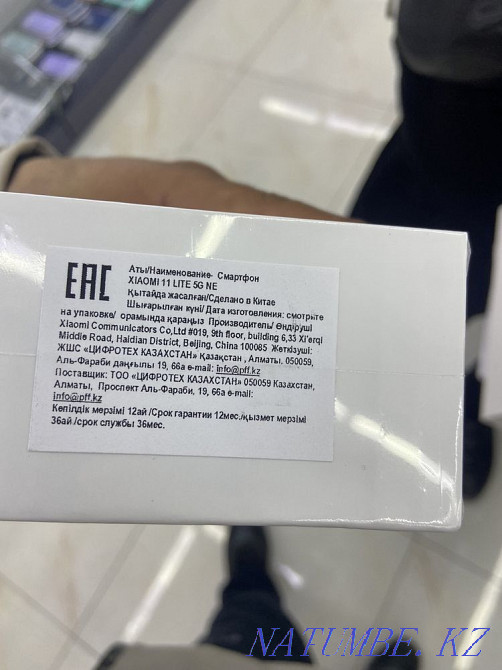 EAC
Аты/Наименование- Смартфон
XIAOMI 11 LITE 5G NE
Қытайда жасалған/Сделано в Китае
Шығарылған күні/ Дата изготовления: смотрите
на упаковке/ орамында қараңыз Производитель/ Өндіруші
Xiaomi Communicators Co,Ltd #019, 9th floor, building 6,33 Xi'erqi
Middle Road, Haidian District, Beijing, China 100085 Жеткізуші:
ЖШС «ЦИФРОТЕХ КАЗАХСТАН» Қазақстан , Алматы. 050059,
Аль-Фараби даңғылы 19, 66а e-mail: info@pff.kz
Поставщик: ТОО «ЦИФРОТЕХ КАЗАХСТАН» 050059 Казахстан,
Алматы, Проспект Аль-Фараби, 19, 66а e-mail:
info@pff.kz
Кепілдік мерзімі 12ай /Срок гарантии 12мес./қызмет мерзімі
36ай /срок службы 36мес.
NATUMBE.KZ